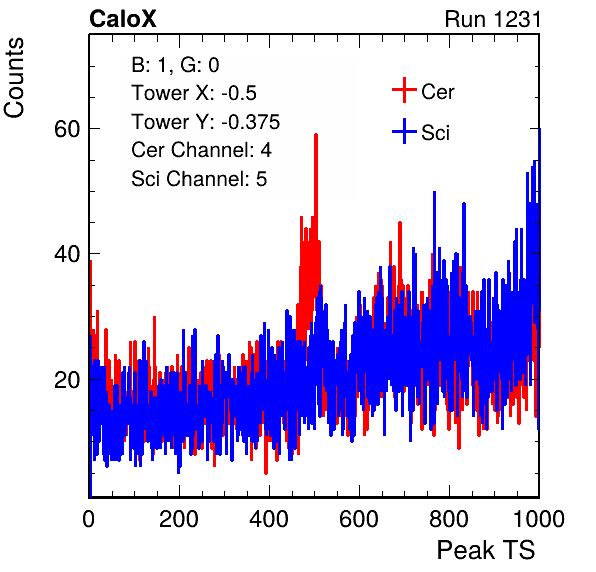 CaloX
Run 1231
Counts
B: 1, G: 0
Tower X: -0.5
Tower Y: -0.375
Cer Channel: 4
Sci Channel: 5
Cer
Sci
60
40
20
0
200
400
600
800
1000
Peak TS